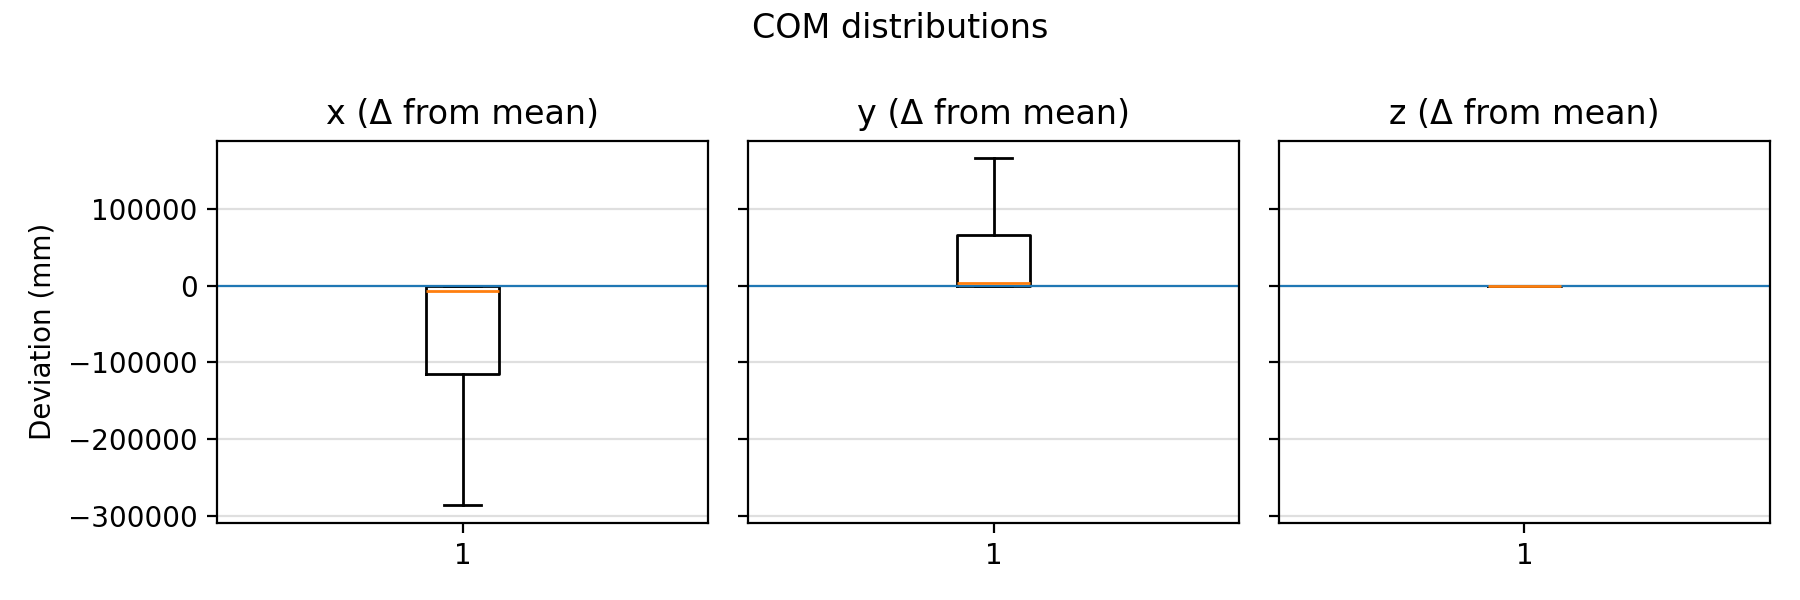 COM distributions
x (Δ from mean)
y (Δ from mean)
z (Δ from mean)
Deviation (mm)
100000
0
−100000
−200000
−300000
1
1
1